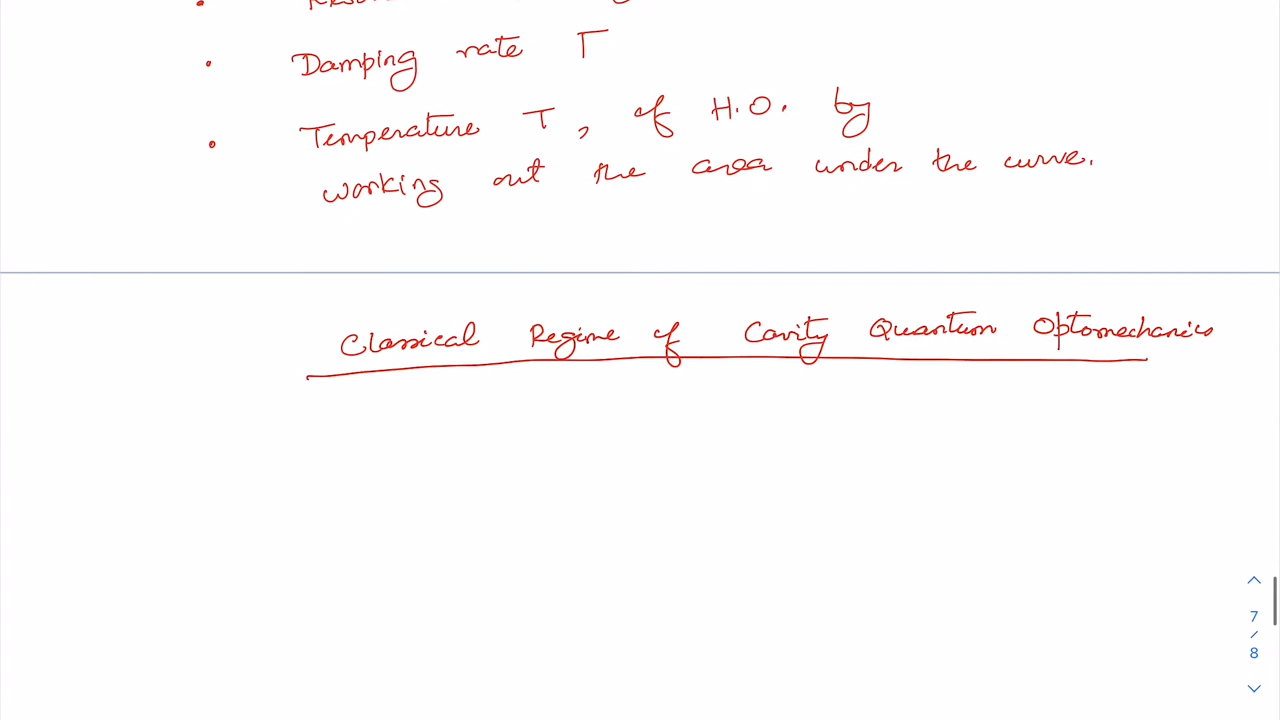 • Damping rate Γ
• Temperature T, of H.O. by
working out the area under the curve.
Classical Regime of Cavity Quantum Optomechanics
7
/
8